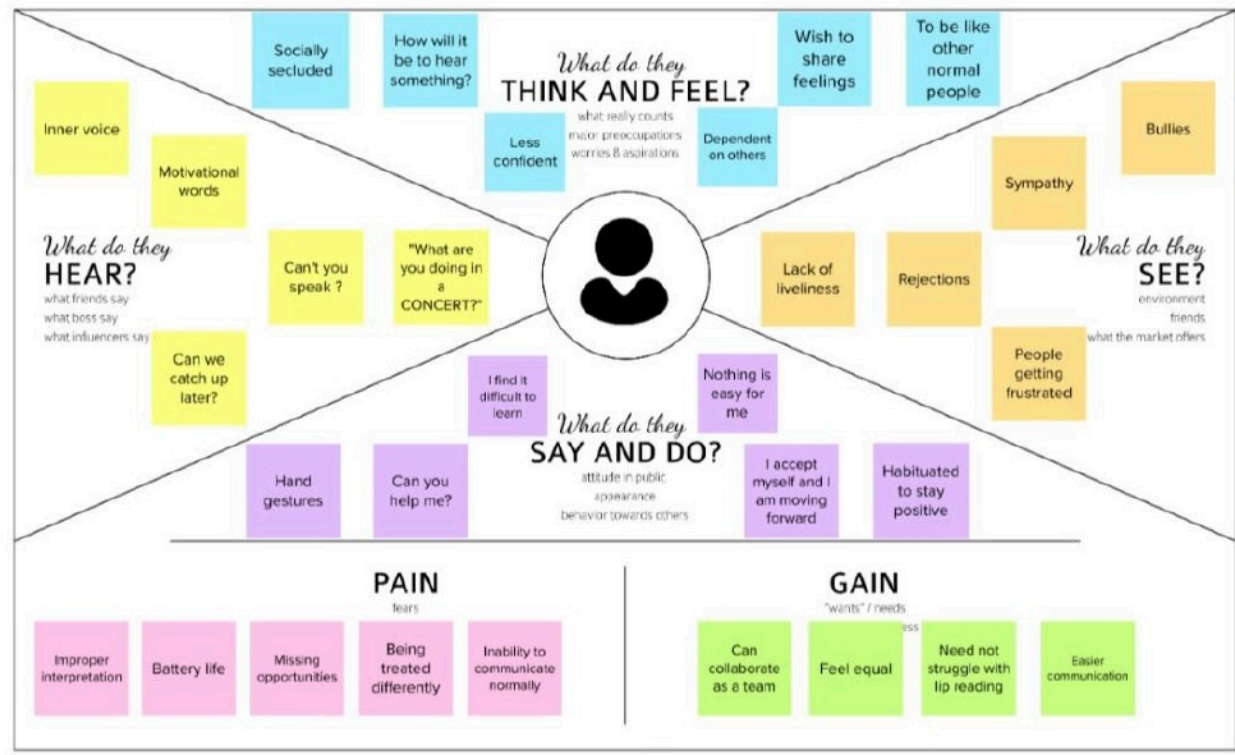 Socially
secluded
How will it
be to hear
something?
What do they
THINK AND FEEL?
what really counts
major preoccupations
worries & aspirations
Less
confident
Dependent
on others
Wish to
share
feelings
To be like
other
normal
people
Inner voice
Motivational
words
What do they
HEAR?
what friends say
what boss say
what influencers say
Can't you
speak ?
"What are
you doing in
a
CONCERT?"
Can we
catch up
later?
Bullies
Sympathy
What do they
SEE?
environment
friends
what the market offers
Lack of
liveliness
Rejections
People
getting
frustrated
I find it
difficult to
learn
Nothing is
easy for
me
What do they
SAY AND DO?
attitude in public
appearance
behavior towards others
Hand
gestures
Can you
help me?
I accept
myself and I
am moving
forward
Habituated
to stay
positive
PAIN
fears
Improper
interpretation
Battery life
Missing
opportunities
Being
treated
differently
Inability to
communicate
normally
GAIN
"wants" / needs
Can
collaborate
as a team
Feel equal
Need not
struggle with
lip reading
Easier
communication